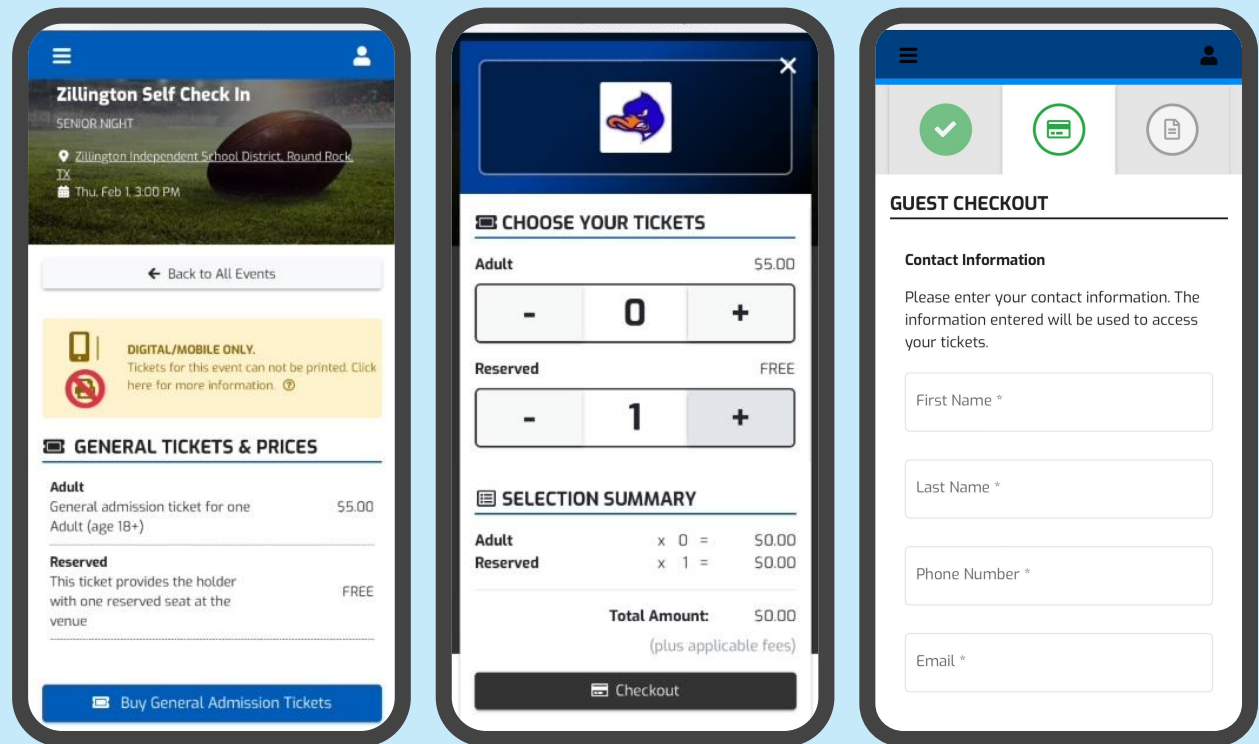 Zillington Self Check In
SENIOR NIGHT
Zillington Independent School District, Round Rock,
TX
Thu, Feb 1, 3:00 PM
← Back to All Events
DIGITAL/MOBILE ONLY.
Tickets for this event can not be printed. Click
here for more information. ?
GENERAL TICKETS & PRICES
Adult
General admission ticket for one $5.00
Adult (age 18+)
Reserved
This ticket provides the holder
with one reserved seat at the FREE
venue
Buy General Admission Tickets
×
CHOOSE YOUR TICKETS
Adult $5.00
- 0 +
Reserved FREE
- 1 +
SELECTION SUMMARY
Adult x 0 = $0.00
Reserved x 1 = $0.00
Total Amount: $0.00
(plus applicable fees)
Checkout
GUEST CHECKOUT
Contact Information
Please enter your contact information. The
information entered will be used to access
your tickets.
First Name *
Last Name *
Phone Number *
Email *